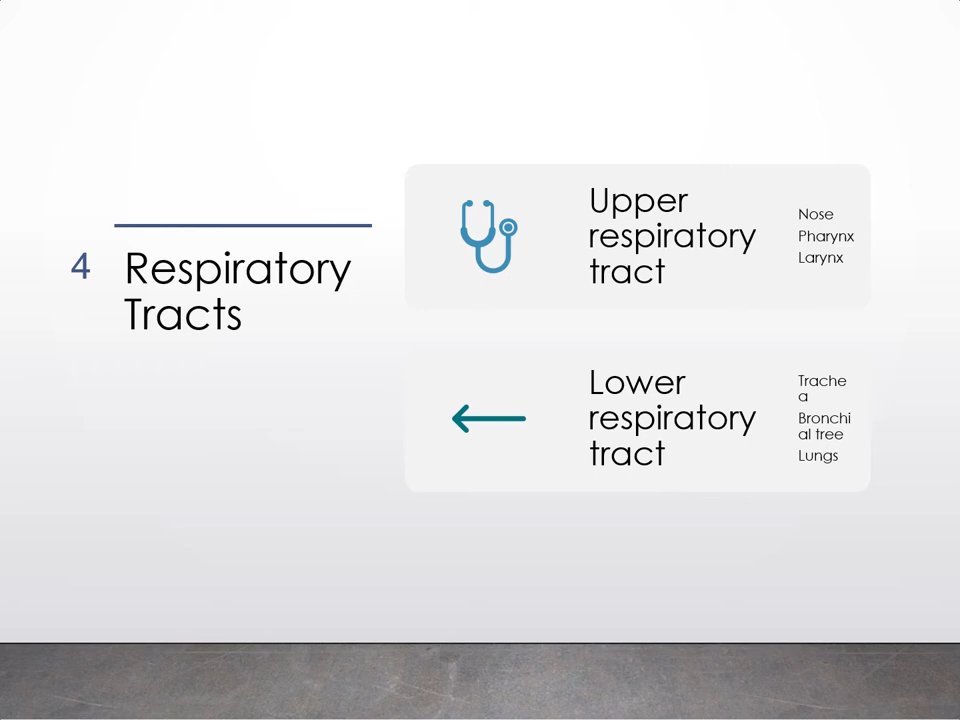 4
Respiratory
Tracts
Upper
respiratory
tract
Nose
Pharynx
Larynx
Lower
respiratory
tract
Trache
a
Bronchi
al tree
Lungs